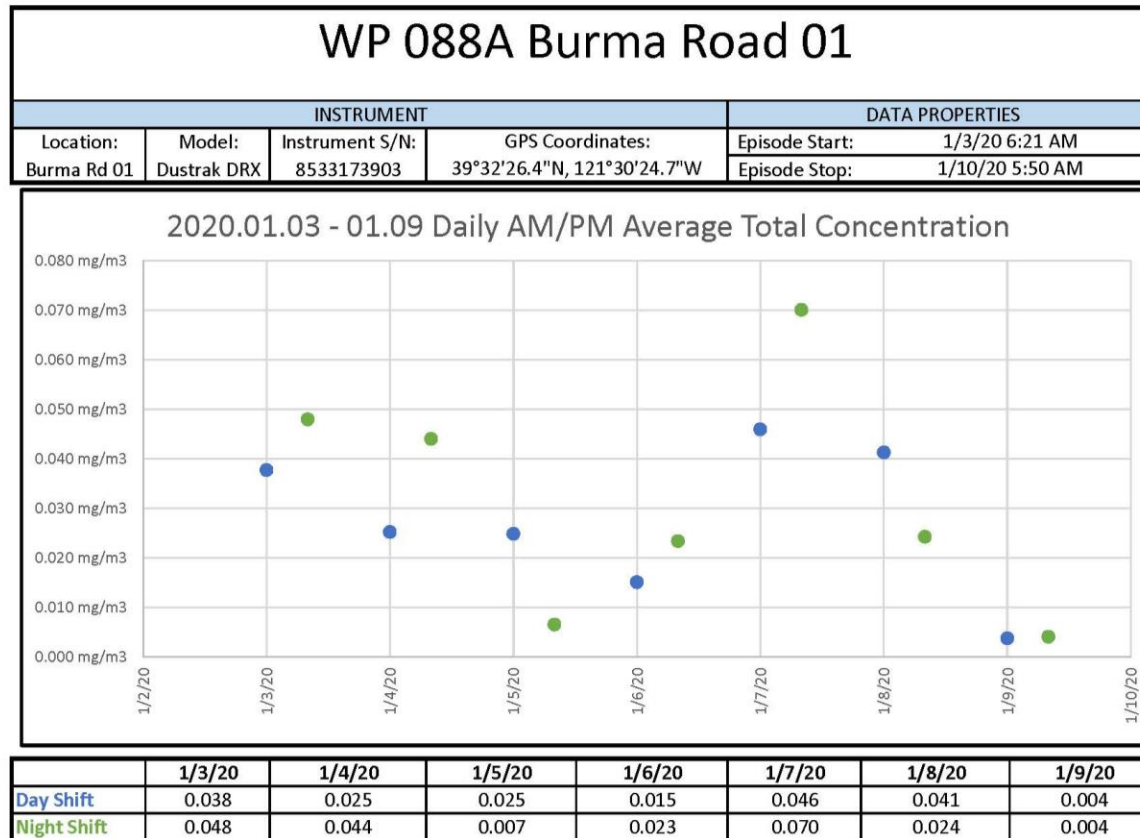 WP 088A Burma Road 01
INSTRUMENT DATA PROPERTIES
Location: Model: Instrument S/N: GPS Coordinates: Episode Start: 1/3/20 6:21 AM
Burma Rd 01 Dustrak DRX 8533173903 39°32'26.4"N, 121°30'24.7"W Episode Stop: 1/10/20 5:50 AM
2020.01.03 - 01.09 Daily AM/PM Average Total Concentration
0.080 mg/m3
0.070 mg/m3
0.060 mg/m3
0.050 mg/m3
0.040 mg/m3
0.030 mg/m3
0.020 mg/m3
0.010 mg/m3
0.000 mg/m3
1/2/20 1/3/20 1/4/20 1/5/20 1/6/20 1/7/20 1/8/20 1/9/20 1/10/20
1/3/20 1/4/20 1/5/20 1/6/20 1/7/20 1/8/20 1/9/20
Day Shift 0.038 0.025 0.025 0.015 0.046 0.041 0.004
Night Shift 0.048 0.044 0.007 0.023 0.070 0.024 0.004